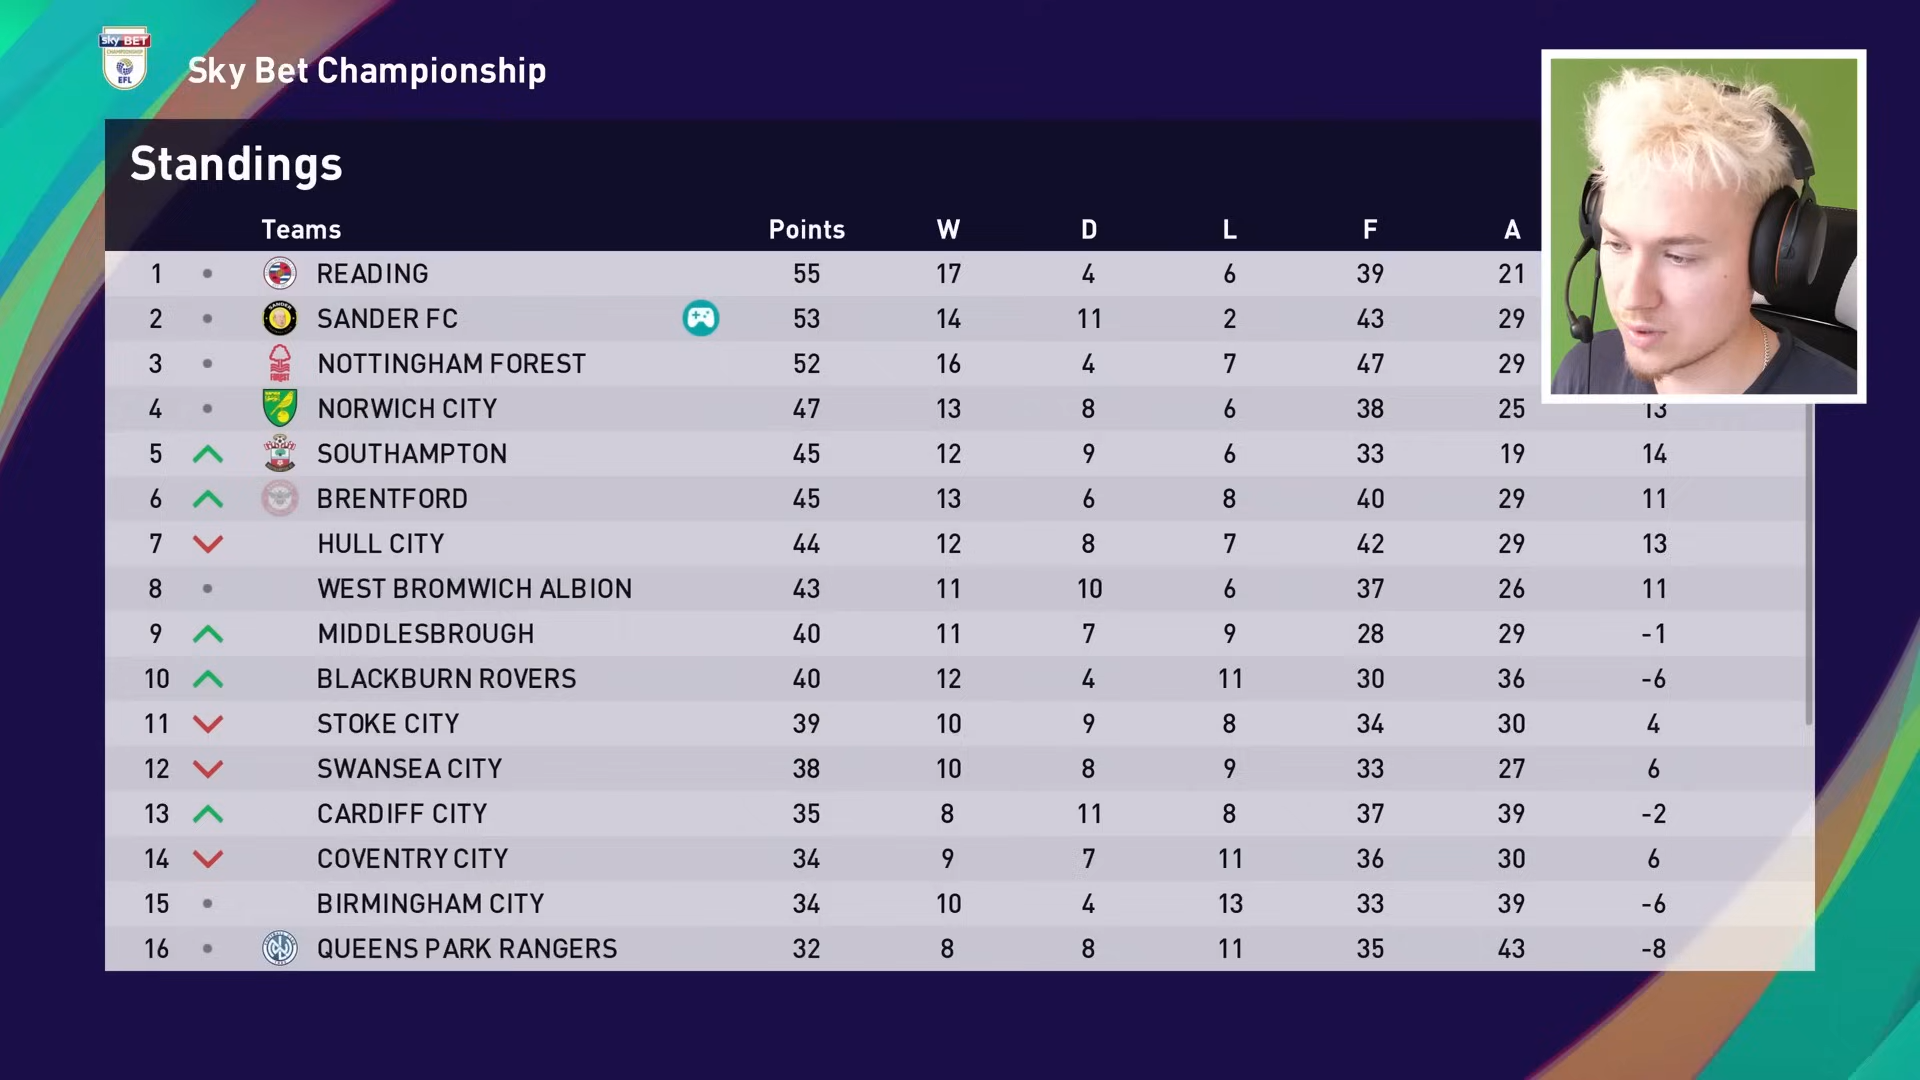 sky BET
CHAMPIONSHIP
EFL
Sky Bet Championship
Standings
Teams Points W D L F A
1 READING 55 17 4 6 39 21
SANDER
2 SANDER FC 53 14 11 2 43 29
3 NOTTINGHAM FOREST 52 16 4 7 47 29
FOREST
4 NORWICH CITY 47 13 8 6 38 25 13
5 SOUTHAMPTON 45 12 9 6 33 19 14
6 BRENTFORD 45 13 6 8 40 29 11
7 HULL CITY 44 12 8 7 42 29 13
8 WEST BROMWICH ALBION 43 11 10 6 37 26 11
9 MIDDLESBROUGH 40 11 7 9 28 29 -1
10 BLACKBURN ROVERS 40 12 4 11 30 36 -6
11 STOKE CITY 39 10 9 8 34 30 4
12 SWANSEA CITY 38 10 8 9 33 27 6
13 CARDIFF CITY 35 8 11 8 37 39 -2
14 COVENTRY CITY 34 9 7 11 36 30 6
15 BIRMINGHAM CITY 34 10 4 13 33 39 -6
16 QUEENS PARK RANGERS 32 8 8 11 35 43 -8